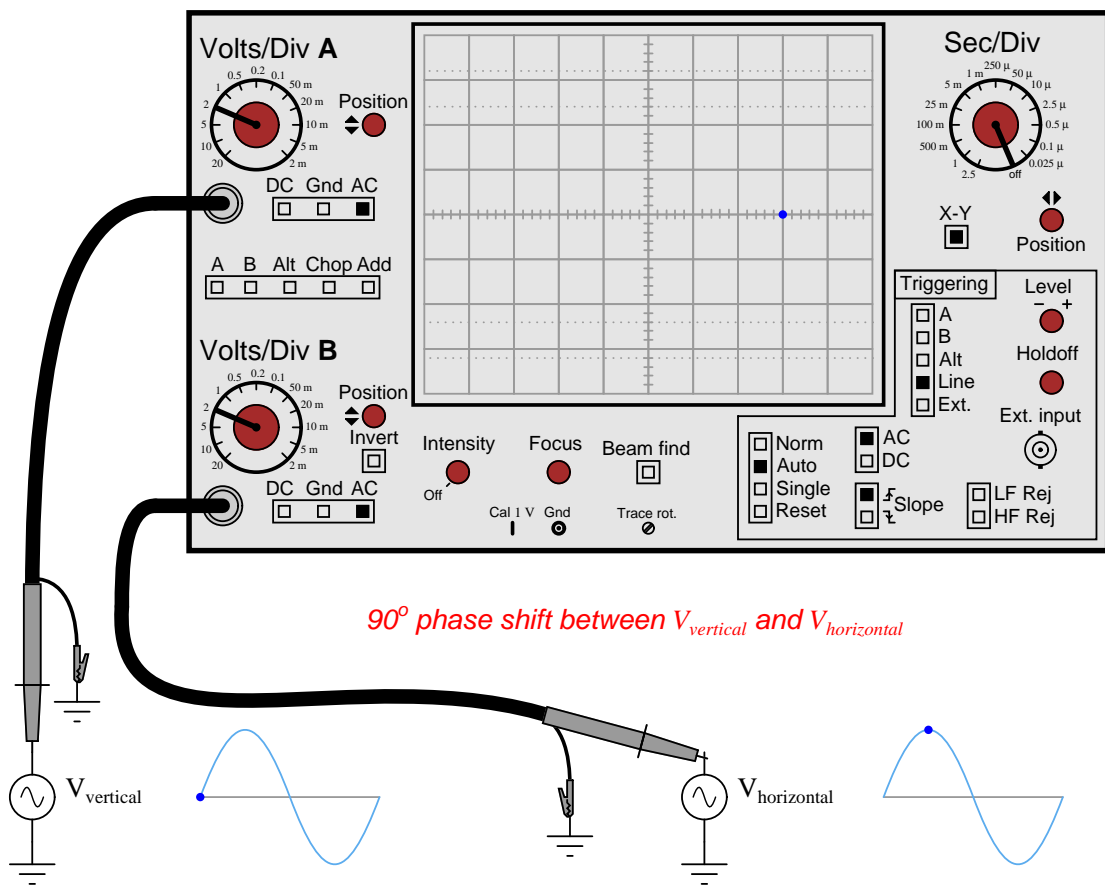 Volts/Div A
20
10
5
2
1
0.5
0.2
0.1
50 m
20 m
10 m
5 m
2 m
Position
DC Gnd AC
A B Alt Chop Add
Volts/Div B
20
10
5
2
1
0.5
0.2
0.1
50 m
20 m
10 m
5 m
2 m
Position
Invert
DC Gnd AC
Intensity
Off
Focus
Beam find
Cal 1 V Gnd
Trace rot.
Sec/Div
2.5
1
500 m
100 m
25 m
5 m
1 m
250 µ
50 µ
10 µ
2.5 µ
0.5 µ
0.1 µ
0.025 µ
off
X-Y
Position
Triggering
A
B
Alt
Line
Ext.
Level
− +
Holdoff
Ext. input
Norm
Auto
Single
Reset
AC
DC
Slope
LF Rej
HF Rej
90° phase shift between Vvertical and Vhorizontal
Vvertical
Vhorizontal